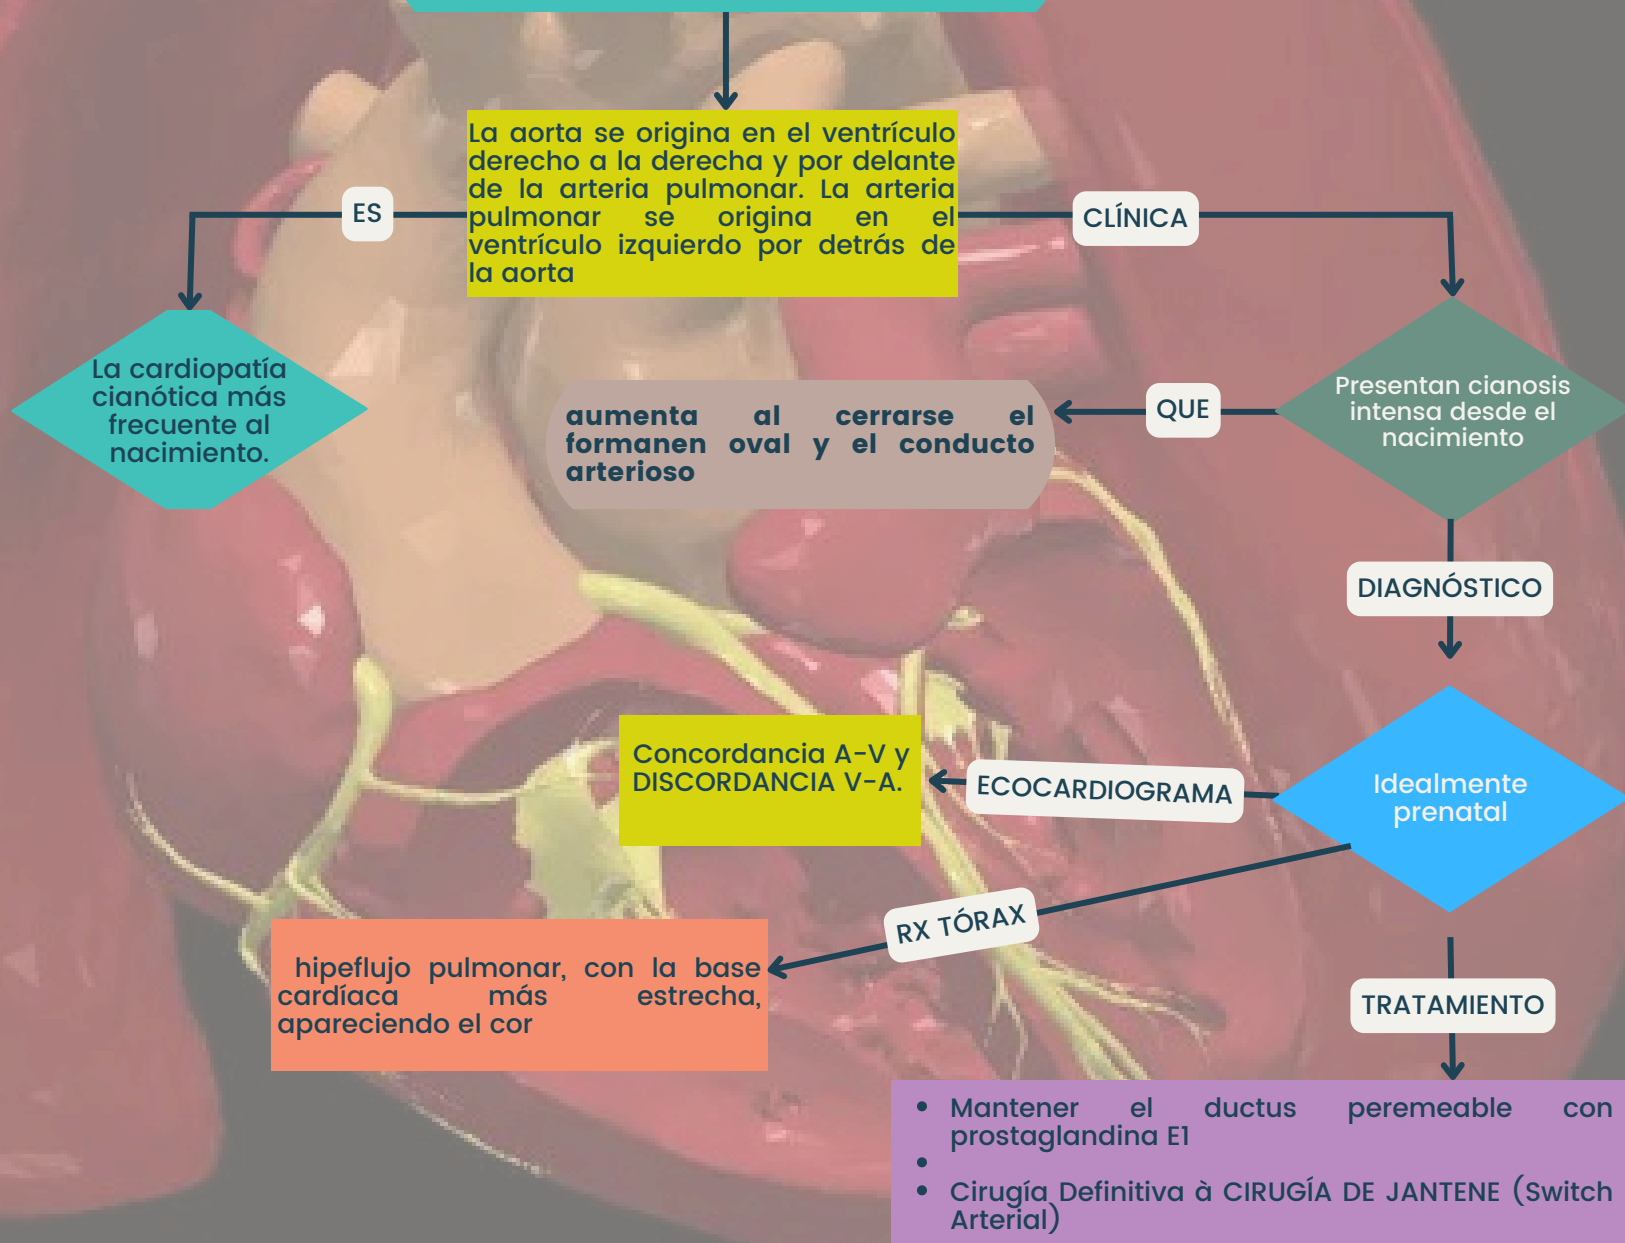 La aorta se origina en el ventrículo
derecho a la derecha y por delante
de la arteria pulmonar. La arteria
pulmonar se origina en el
ventrículo izquierdo por detrás de
la aorta
ES
CLÍNICA
La cardiopatía
cianótica más
frecuente al
nacimiento.
Presentan cianosis
intensa desde el
nacimiento
QUE
aumenta al cerrarse el
formanen oval y el conducto
arterioso
DIAGNÓSTICO
Idealmente
prenatal
ECOCARDIOGRAMA
Concordancia A-V y
DISCORDANCIA V-A.
RX TÓRAX
hipeflujo pulmonar, con la base
cardíaca más estrecha,
apareciendo el cor
TRATAMIENTO
• Mantener el ductus peremeable con
prostaglandina E1
•
• Cirugía Definitiva à CIRUGÍA DE JANTENE (Switch
Arterial)